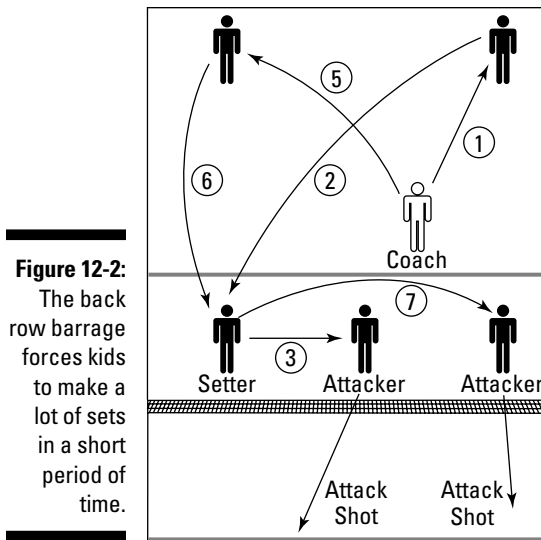 Figure 12-2:
The back
row barrage
forces kids
to make a
lot of sets
in a short
period of
time.
5
1
6
2
Coach
7
3
Setter
Attacker
Attacker
Attack
Shot
Attack
Shot